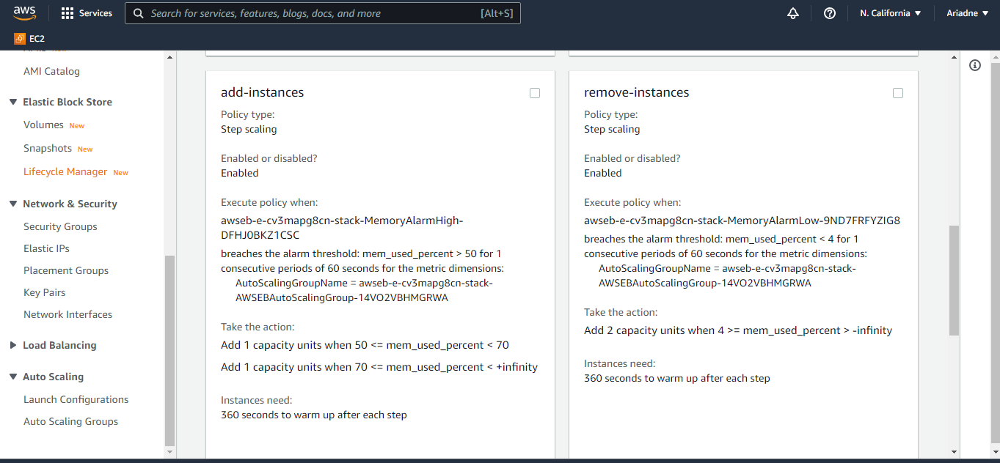 aws
Services
Search for services, features, blogs, docs, and more
[Alt+S]
N. California
Ariadne
EC2
AMI Catalog
Elastic Block Store
Volumes New
Snapshots New
Lifecycle Manager New
Network & Security
Security Groups
Elastic IPs
Placement Groups
Key Pairs
Network Interfaces
Load Balancing
Auto Scaling
Launch Configurations
Auto Scaling Groups
add-instances
Policy type:
Step scaling
Enabled or disabled?
Enabled
Execute policy when:
awseb-e-cv3mapg8cn-stack-MemoryAlarmHigh-
DFHJ0BKZ1CSC
breaches the alarm threshold: mem_used_percent > 50 for 1
consecutive periods of 60 seconds for the metric dimensions:
AutoScalingGroupName = awseb-e-cv3mapg8cn-stack-
AWSEBAutoScalingGroup-14VO2VBHMGRWA
Take the action:
Add 1 capacity units when 50 <= mem_used_percent < 70
Add 1 capacity units when 70 <= mem_used_percent < +infinity
Instances need:
360 seconds to warm up after each step
remove-instances
Policy type:
Step scaling
Enabled or disabled?
Enabled
Execute policy when:
awseb-e-cv3mapg8cn-stack-MemoryAlarmLow-9ND7FRFYZIG8
breaches the alarm threshold: mem_used_percent < 4 for 1
consecutive periods of 60 seconds for the metric dimensions:
AutoScalingGroupName = awseb-e-cv3mapg8cn-stack-
AWSEBAutoScalingGroup-14VO2VBHMGRWA
Take the action:
Add 2 capacity units when 4 >= mem_used_percent > -infinity
Instances need:
360 seconds to warm up after each step